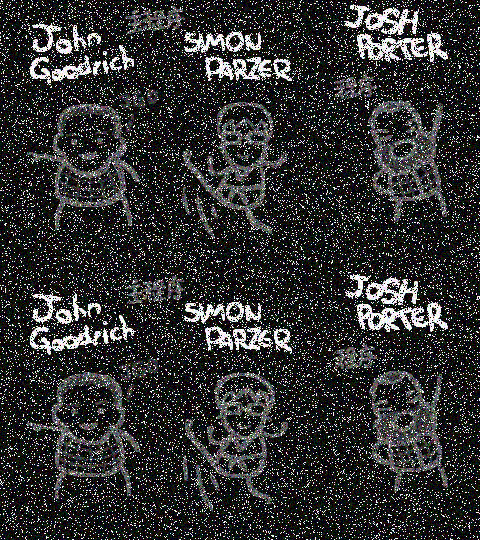 John
Goodrich
SIMON
PARZER
JOSH
PORTER
John
Goodrich
SIMON
PARZER
JOSH
PORTER